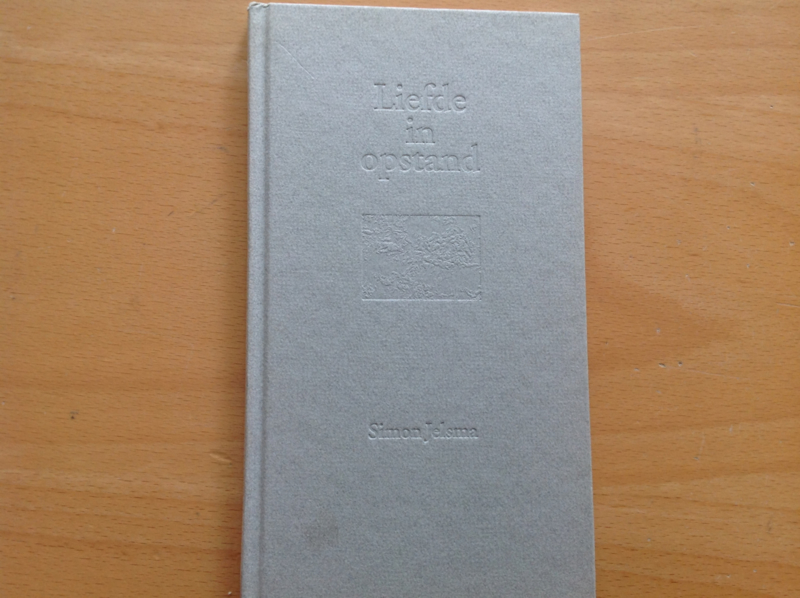 Liefde
in
opstand
Simon Jelsma